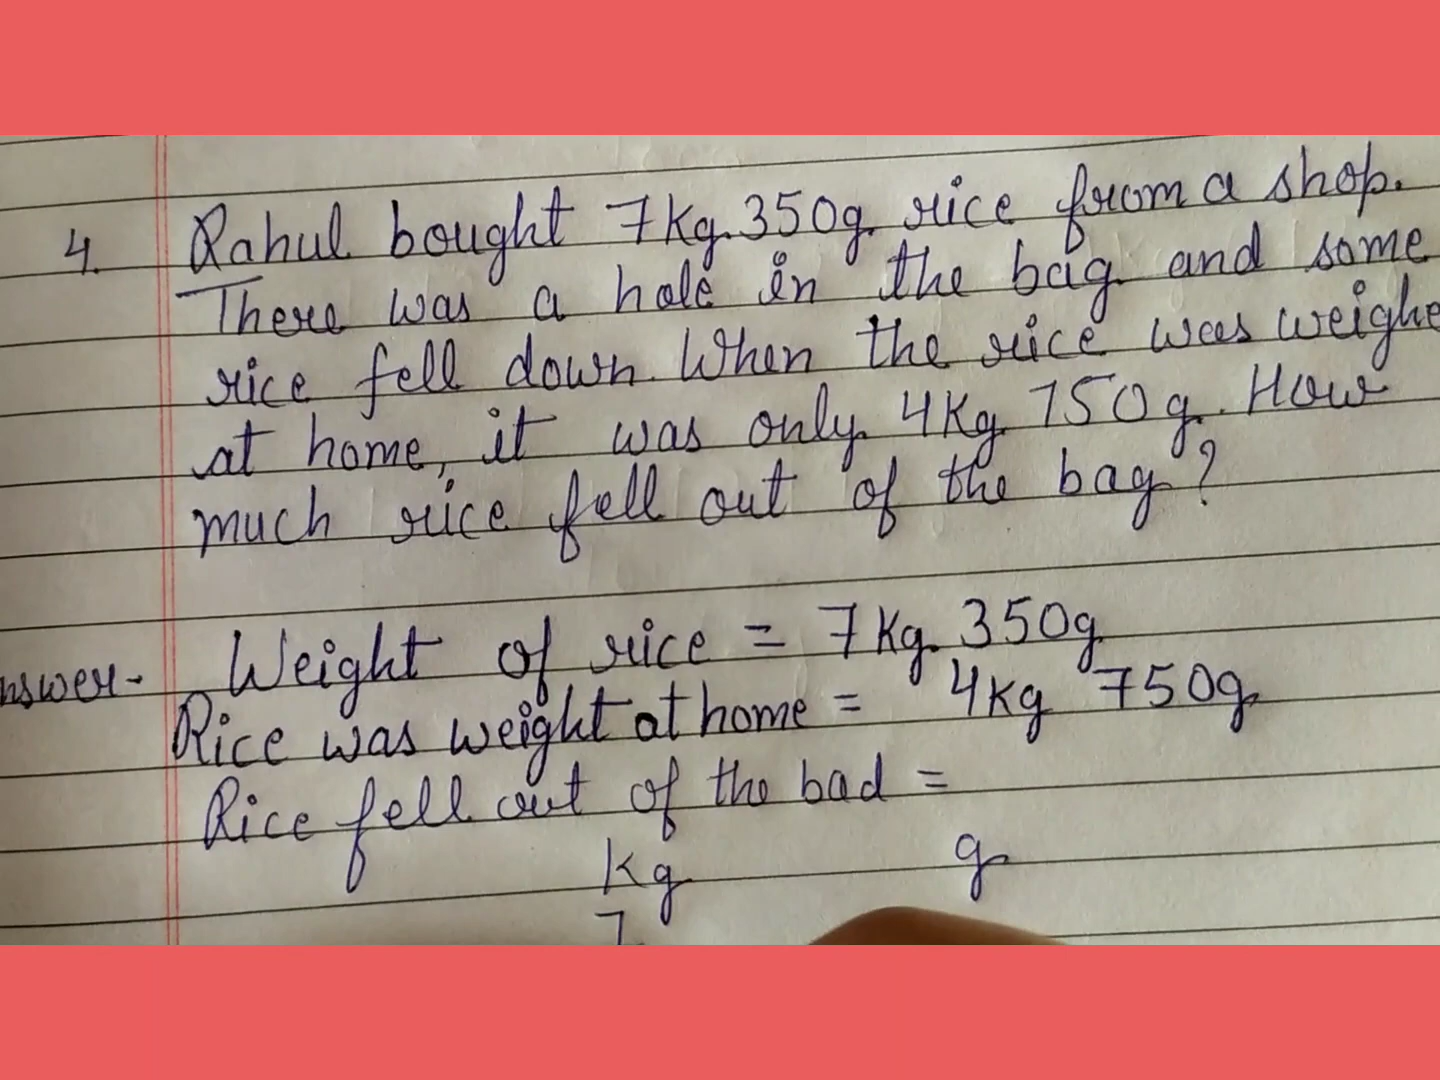 4. Rahul bought 7kg. 350g. rice from a shop.
There was a hole in the bag and some
rice fell down. When the rice was weighe
at home, it was only 4kg. 750g. How
much rice fell out of the bag?
nswer- Weight of rice = 7kg. 350g
Rice was weight at home = 4kg 750g
Rice fell out of the bad =
kg g
7